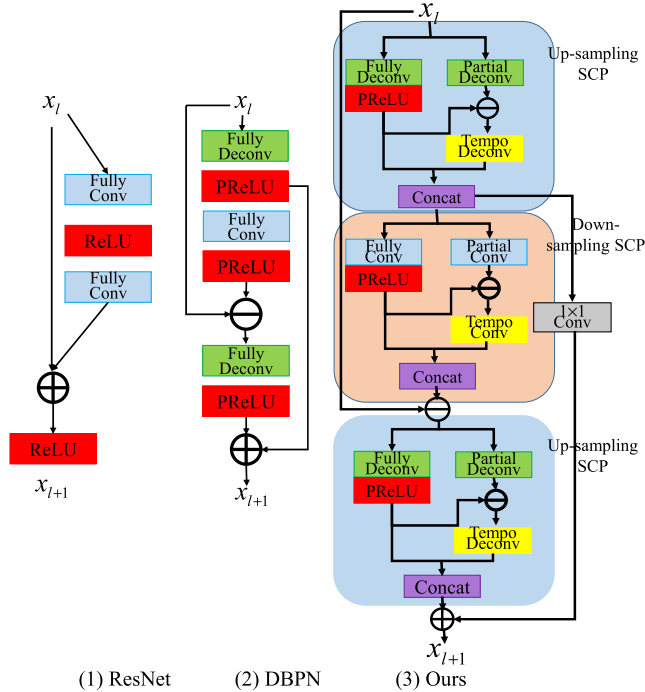 x_l
Fully
Conv
ReLU
Fully
Conv
ReLU
x_{l+1}
x_l
Fully
Deconv
PReLU
Fully
Conv
PReLU
Fully
Deconv
PReLU
x_{l+1}
x_l
Up-sampling
SCP
Fully
Deconv
PReLU
Partial
Deconv
Tempo
Deconv
Concat
Down-
sampling SCP
Fully
Conv
PReLU
Partial
Conv
Tempo
Conv
1×1
Conv
Concat
Up-sampling
SCP
Fully
Deconv
PReLU
Partial
Deconv
Tempo
Deconv
Concat
x_{l+1}
(1) ResNet
(2) DBPN
(3) Ours